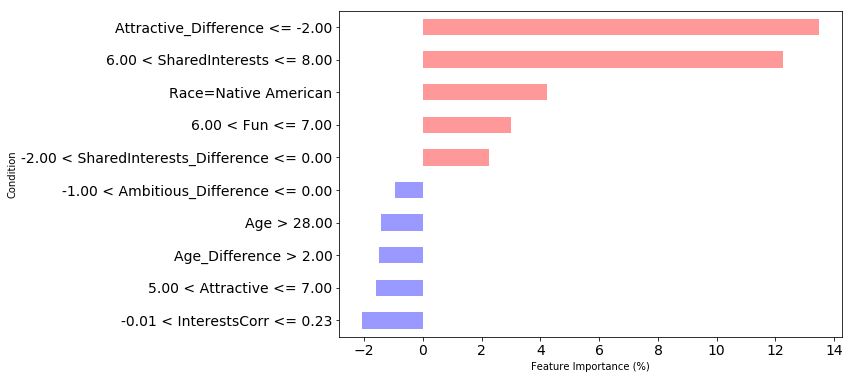 Attractive_Difference <= -2.00
6.00 < SharedInterests <= 8.00
Race=Native American
6.00 < Fun <= 7.00
-2.00 < SharedInterests_Difference <= 0.00
-1.00 < Ambitious_Difference <= 0.00
Age > 28.00
Age_Difference > 2.00
5.00 < Attractive <= 7.00
-0.01 < InterestsCorr <= 0.23
Condition
−2 0 2 4 6 8 10 12 14
Feature Importance (%)